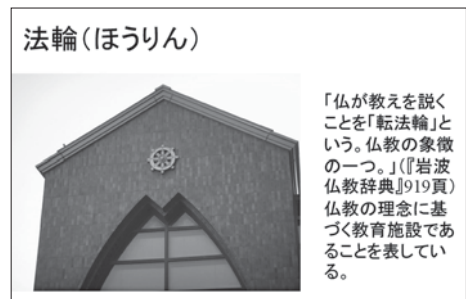 法輪（ほうりん）
「仏が教えを説く
ことを「転法輪」と
いう。仏教の象徴
の一つ。」（『岩波
仏教辞典』919頁）
仏教の理念に基
づく教育施設であ
ることを表してい
る。